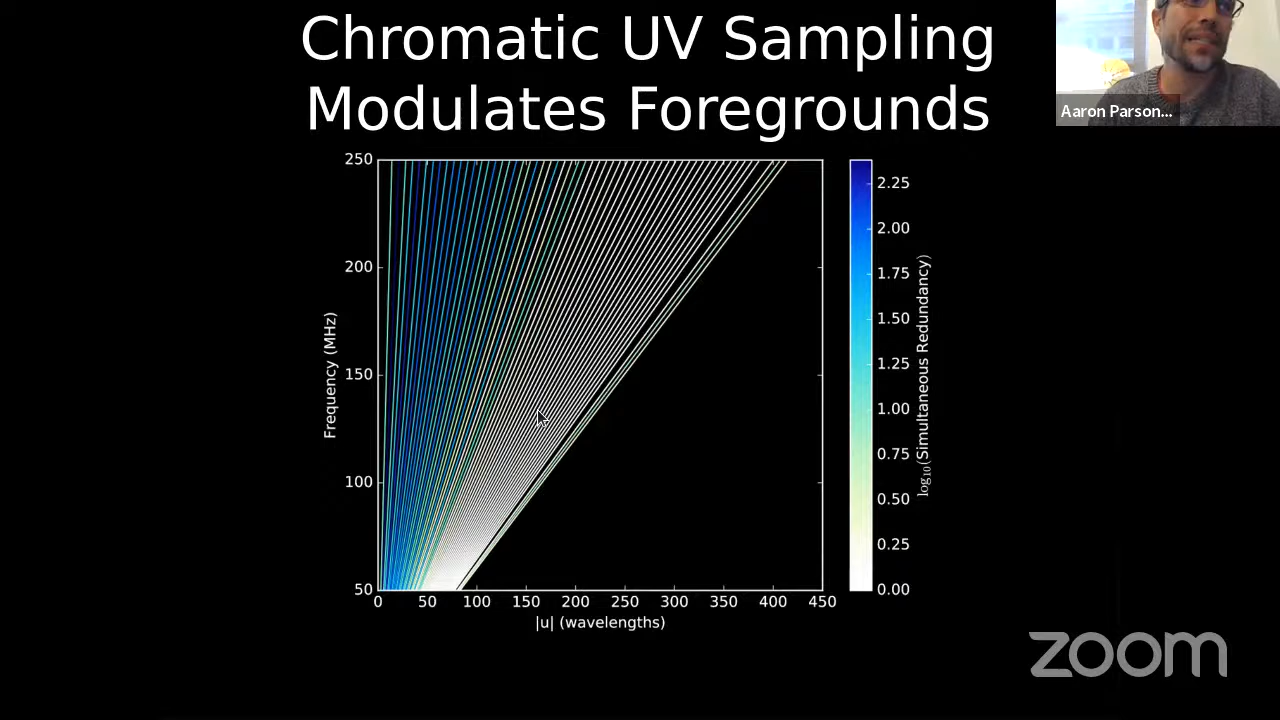 Chromatic UV Sampling
Modulates Foregrounds
Aaron Parson...
250
200
150
100
50
Frequency (MHz)
0 50 100 150 200 250 300 350 400 450
|u| (wavelengths)
2.25
2.00
1.75
1.50
1.25
1.00
0.75
0.50
0.25
0.00
log10(Simultaneous Redundancy)
zoom